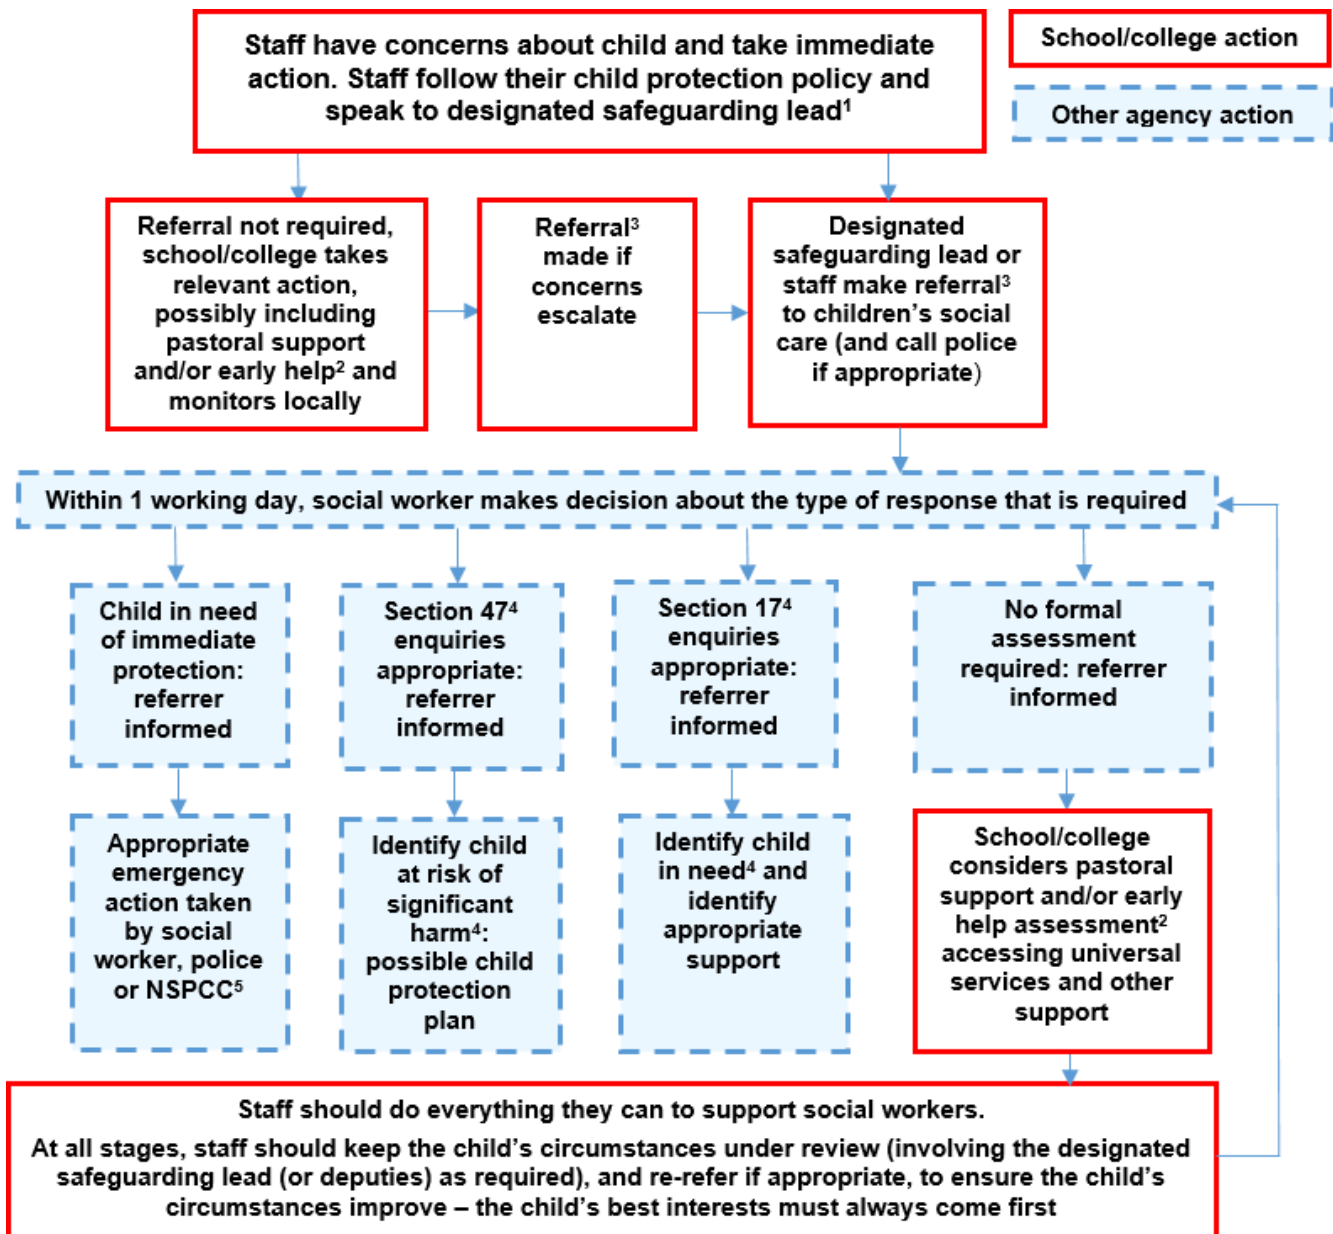 Staff have concerns about child and take immediate
action. Staff follow their child protection policy and
speak to designated safeguarding lead¹
School/college action
Other agency action
Referral not required,
school/college takes
relevant action,
possibly including
pastoral support
and/or early help² and
monitors locally
Referral³
made if
concerns
escalate
Designated
safeguarding lead or
staff make referral³
to children’s social
care (and call police
if appropriate)
Within 1 working day, social worker makes decision about the type of response that is required
Child in need
of immediate
protection:
referrer
informed
Section 47⁴
enquiries
appropriate:
referrer
informed
Section 17⁴
enquiries
appropriate:
referrer
informed
No formal
assessment
required: referrer
informed
Appropriate
emergency
action taken
by social
worker, police
or NSPCC⁵
Identify child
at risk of
significant
harm⁴:
possible child
protection
plan
Identify child
in need⁴ and
identify
appropriate
support
School/college
considers pastoral
support and/or early
help assessment²
accessing universal
services and other
support
Staff should do everything they can to support social workers.
At all stages, staff should keep the child’s circumstances under review (involving the designated
safeguarding lead (or deputies) as required), and re-refer if appropriate, to ensure the child’s
circumstances improve – the child’s best interests must always come first